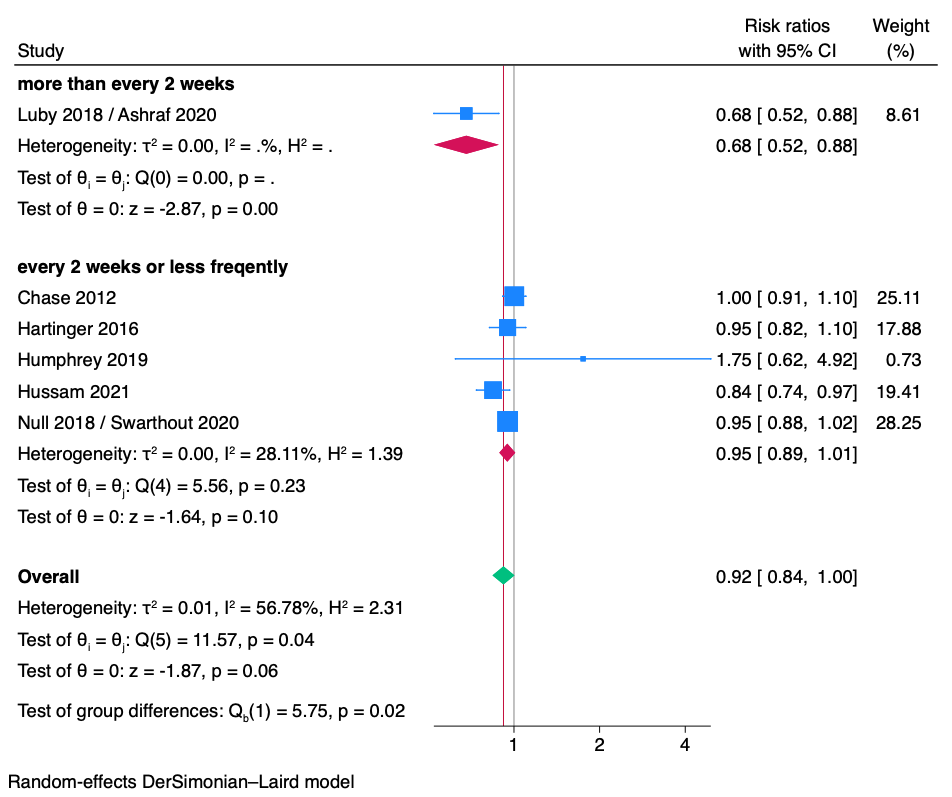 Risk ratios Weight
Study with 95% CI (%)
more than every 2 weeks
Luby 2018 / Ashraf 2020 0.68 [ 0.52, 0.88] 8.61
Heterogeneity: τ² = 0.00, I² = .%, H² = . 0.68 [ 0.52, 0.88]
Test of θᵢ = θⱼ: Q(0) = 0.00, p = .
Test of θ = 0: z = -2.87, p = 0.00
every 2 weeks or less freqently
Chase 2012 1.00 [ 0.91, 1.10] 25.11
Hartinger 2016 0.95 [ 0.82, 1.10] 17.88
Humphrey 2019 1.75 [ 0.62, 4.92] 0.73
Hussam 2021 0.84 [ 0.74, 0.97] 19.41
Null 2018 / Swarthout 2020 0.95 [ 0.88, 1.02] 28.25
Heterogeneity: τ² = 0.00, I² = 28.11%, H² = 1.39 0.95 [ 0.89, 1.01]
Test of θᵢ = θⱼ: Q(4) = 5.56, p = 0.23
Test of θ = 0: z = -1.64, p = 0.10
Overall 0.92 [ 0.84, 1.00]
Heterogeneity: τ² = 0.01, I² = 56.78%, H² = 2.31
Test of θᵢ = θⱼ: Q(5) = 11.57, p = 0.04
Test of θ = 0: z = -1.87, p = 0.06
Test of group differences: Q_b(1) = 5.75, p = 0.02
1 2 4
Random-effects DerSimonian–Laird model